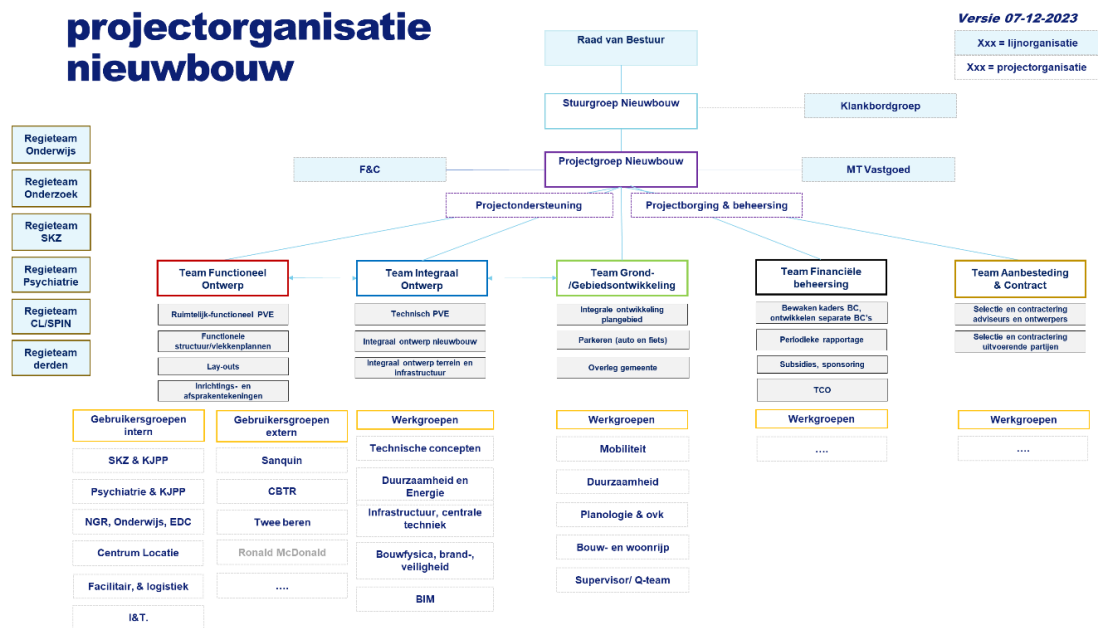 projectorganisatie
nieuwbouw
Versie 07-12-2023
Xxx = lijnorganisatie
Xxx = projectorganisatie
Raad van Bestuur
Stuurgroep Nieuwbouw
Klankbordgroep
F&C
Projectgroep Nieuwbouw
MT Vastgoed
Projectondersteuning
Projectborging & beheersing
Regieteam
Onderwijs
Regieteam
Onderzoek
Regieteam
SKZ
Regieteam
Psychiatrie
Regieteam
CL/SPIN
Regieteam
derden
Team Functioneel
Ontwerp
Ruimtelijk-functioneel PVE
Functionele
structuur/vlekkenplannen
Lay-outs
Inrichtings- en
afsprakentekeningen
Team Integraal
Ontwerp
Technisch PVE
Integraal ontwerp nieuwbouw
Integraal ontwerp terrein en
infrastructuur
Team Grond-
/Gebiedsontwikkeling
Integrale ontwikkeling
plangebied
Parkeren (auto en fiets)
Overleg gemeente
Team Financiële
beheersing
Bewaken kaders BC,
ontwikkelen separate BC's
Periodieke rapportage
Subsidies, sponsoring
TCO
Team Aanbesteding
& Contract
Selectie en contractering
adviseurs en ontwerpers
Selectie en contractering
uitvoerende partijen
Gebruikersgroepen
intern
SKZ & KJPP
Psychiatrie & KJPP
NGR, Onderwijs, EDC
Centrum Locatie
Facilitair, & logistiek
I&T.
Gebruikersgroepen
extern
Sanquin
CBTR
Twee beren
Ronald McDonald
....
Werkgroepen
Technische concepten
Duurzaamheid en
Energie
Infrastructuur, centrale
techniek
Bouwfysica, brand-,
veiligheid
BIM
Werkgroepen
Mobiliteit
Duurzaamheid
Planologie & ovk
Bouw- en woonrijp
Supervisor/ Q-team
Werkgroepen
....
Werkgroepen
....